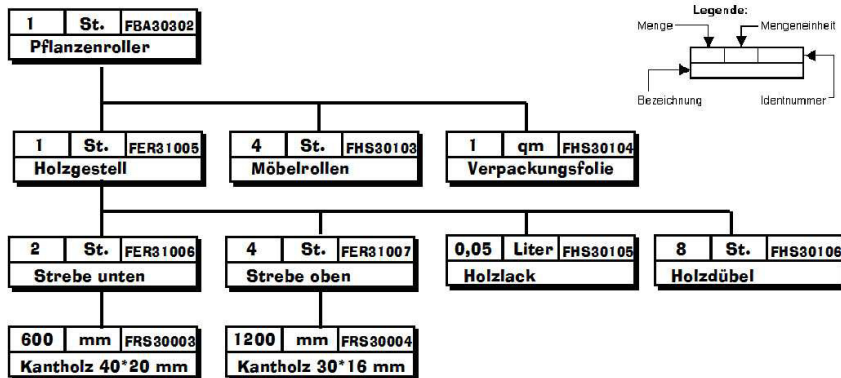 1 St. FBA30302
Pflanzenroller
Legende:
Menge Mengeneinheit
Bezeichnung Identnummer
1 St. FER31005
Holzgestell
4 St. FHS30103
Möbelrollen
1 qm FHS30104
Verpackungsfolie
2 St. FER31006
Strebe unten
4 St. FER31007
Strebe oben
0,05 Liter FHS30105
Holzlack
8 St. FHS30106
Holzdübel
600 mm FRS30003
Kantholz 40*20 mm
1200 mm FRS30004
Kantholz 30*16 mm